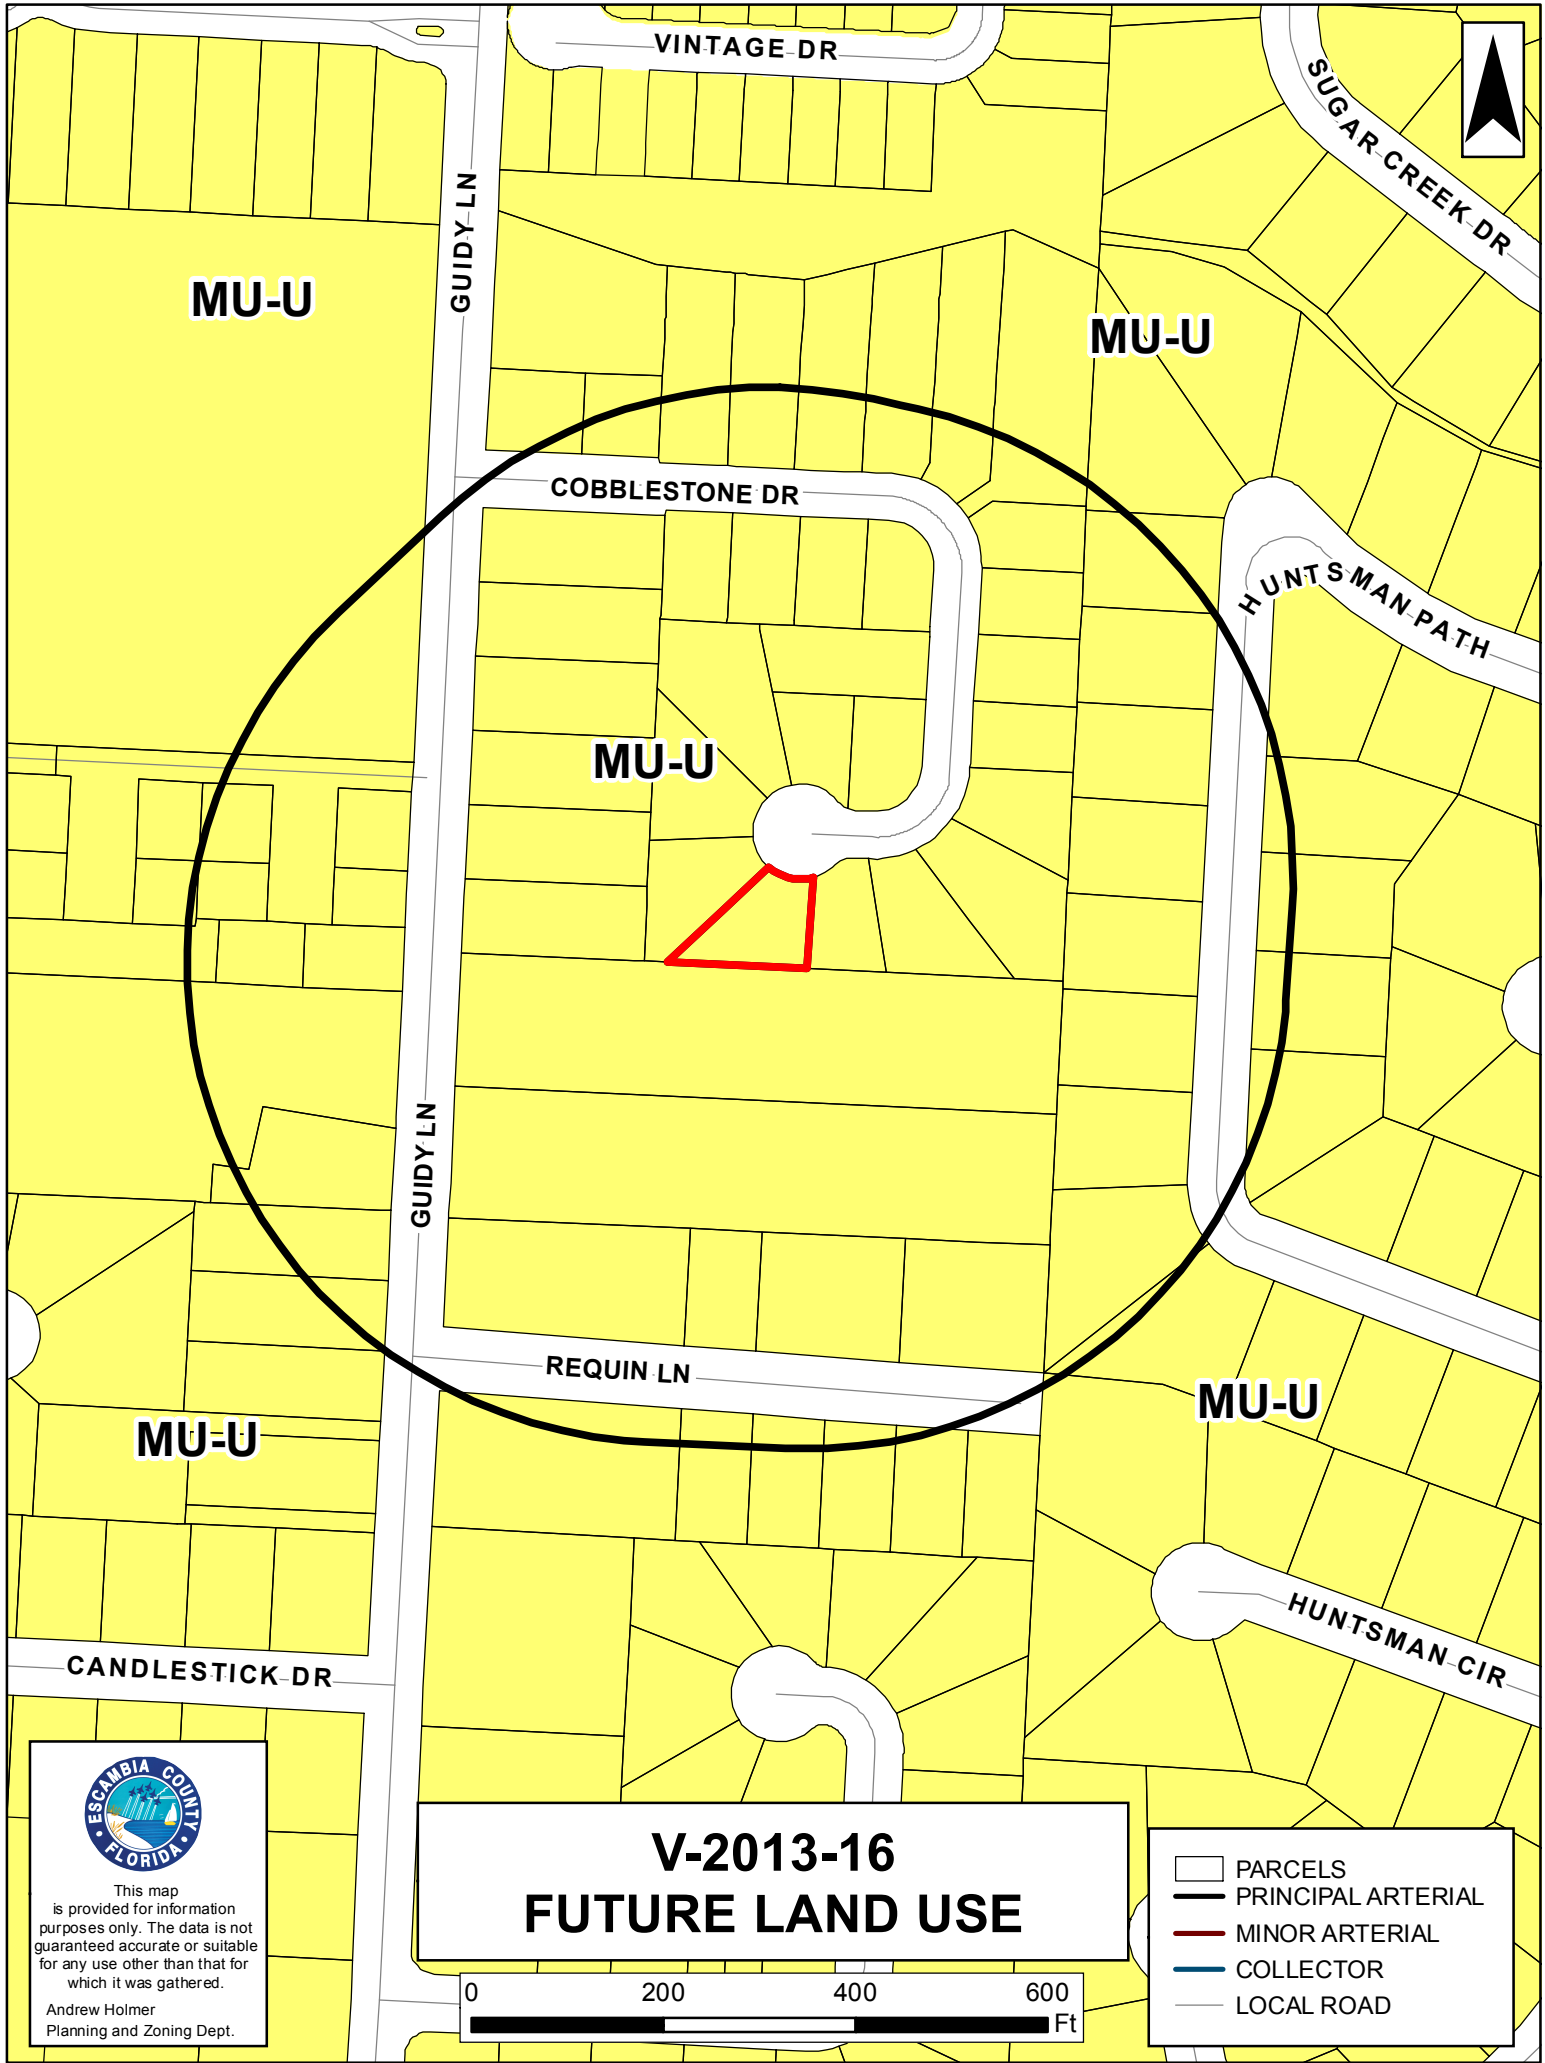 VINTAGE DR
SUGAR CREEK DR
GUIDY LN
MU-U
MU-U
COBBLESTONE DR
HUNTSMAN PATH
MU-U
GUIDY LN
REQUIN LN
MU-U
MU-U
HUNTSMAN CIR
CANDLESTICK DR
ESCAMBIA COUNTY
FLORIDA
This map
is provided for information
purposes only. The data is not
guaranteed accurate or suitable
for any use other than that for
which it was gathered.
Andrew Holmer
Planning and Zoning Dept.
V-2013-16
FUTURE LAND USE
0 200 400 600
Ft
PARCELS
PRINCIPAL ARTERIAL
MINOR ARTERIAL
COLLECTOR
LOCAL ROAD